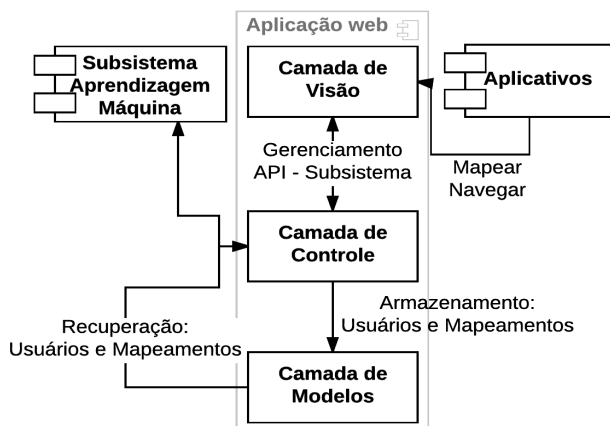 Aplicação web
Subsistema
Aprendizagem
Máquina
Camada de
Visão
Aplicativos
Gerenciamento
API - Subsistema
Mapear
Navegar
Camada de
Controle
Armazenamento:
Usuários e Mapeamentos
Recuperação:
Usuários e Mapeamentos
Camada de
Modelos